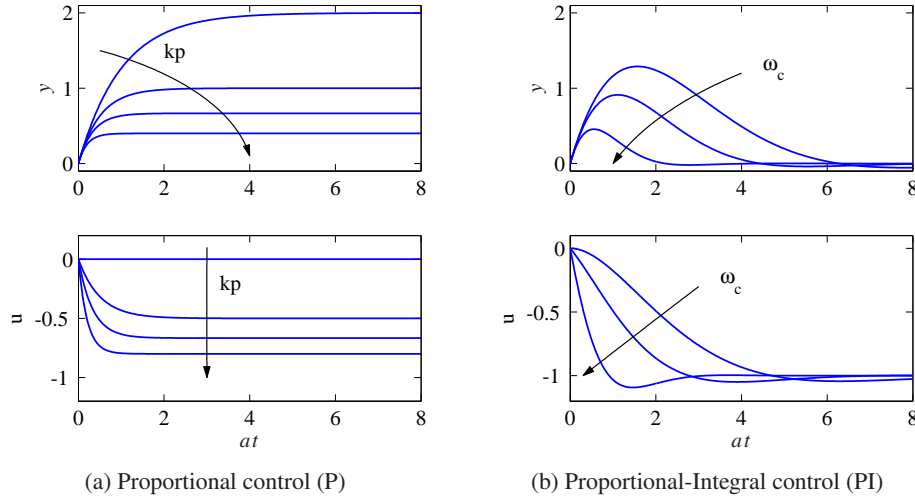 2
1
0
y
kp
0
2
4
6
8
0
-0.5
-1
u
kp
0
2
4
6
8
at
(a) Proportional control (P)
2
1
0
y
ω_c
0
2
4
6
8
0
-0.5
-1
u
ω_c
0
2
4
6
8
at
(b) Proportional-Integral control (PI)